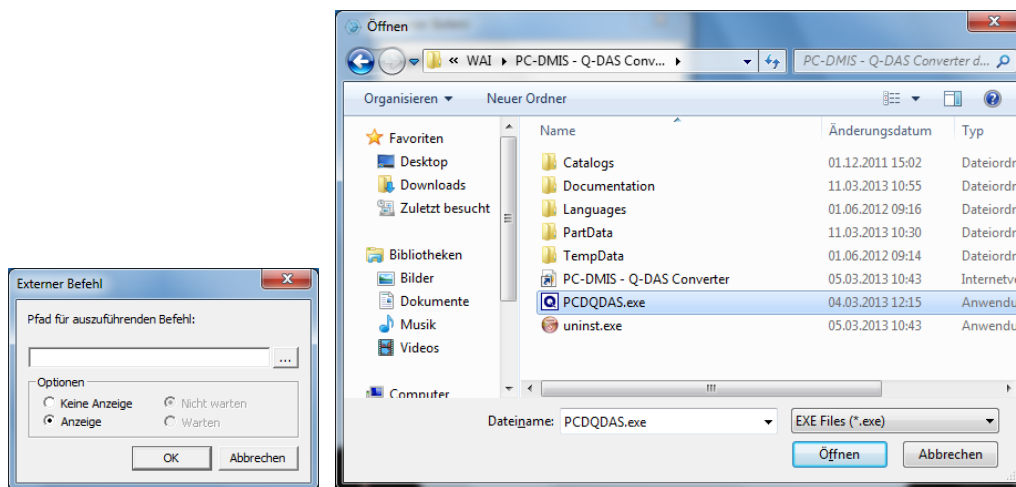 Externer Befehl
Pfad für auszuführenden Befehl:
...
Optionen
Keine Anzeige
Nicht warten
Anzeige
Warten
OK
Abbrechen
Öffnen
« WAI ▸ PC-DMIS - Q-DAS Conv... ▸
PC-DMIS - Q-DAS Converter d...
Organisieren
Neuer Ordner
Favoriten
Desktop
Downloads
Zuletzt besucht
Bibliotheken
Bilder
Dokumente
Musik
Videos
Computer
Name Änderungsdatum Typ
Catalogs 01.12.2011 15:02 Dateiordr
Documentation 11.03.2013 10:55 Dateiordr
Languages 01.06.2012 09:16 Dateiordr
PartData 11.03.2013 10:30 Dateiordr
TempData 01.06.2012 09:14 Dateiordr
PC-DMIS - Q-DAS Converter 05.03.2013 10:43 Internetve
PCDQDAS.exe 04.03.2013 12:15 Anwendu
uninst.exe 05.03.2013 10:43 Anwendu
Dateiname: PCDQDAS.exe
EXE Files (*.exe)
Öffnen
Abbrechen